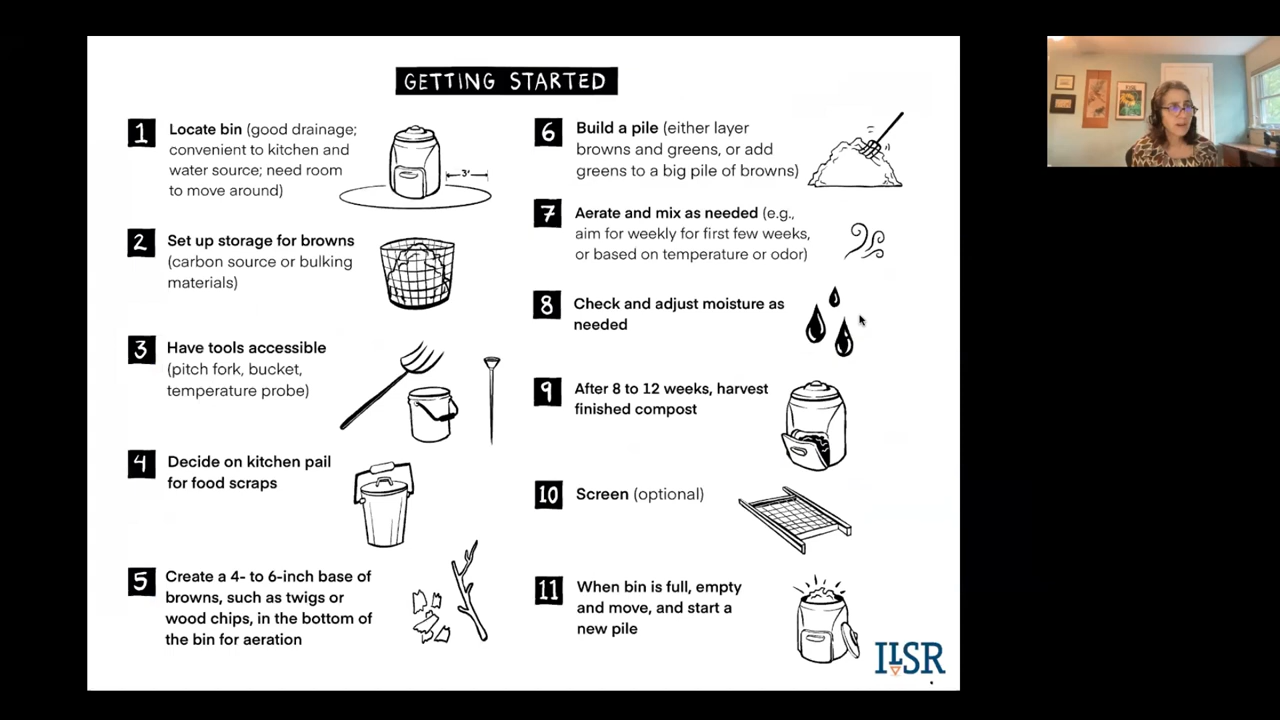 GETTING STARTED
1
Locate bin (good drainage;
convenient to kitchen and
water source; need room
to move around)
3'
2
Set up storage for browns
(carbon source or bulking
materials)
3
Have tools accessible
(pitch fork, bucket,
temperature probe)
4
Decide on kitchen pail
for food scraps
5
Create a 4- to 6-inch base of
browns, such as twigs or
wood chips, in the bottom of
the bin for aeration
6
Build a pile (either layer
browns and greens, or add
greens to a big pile of browns)
7
Aerate and mix as needed (e.g.,
aim for weekly for first few weeks,
or based on temperature or odor)
8
Check and adjust moisture as
needed
9
After 8 to 12 weeks, harvest
finished compost
10
Screen (optional)
11
When bin is full, empty
and move, and start a
new pile
ILSR